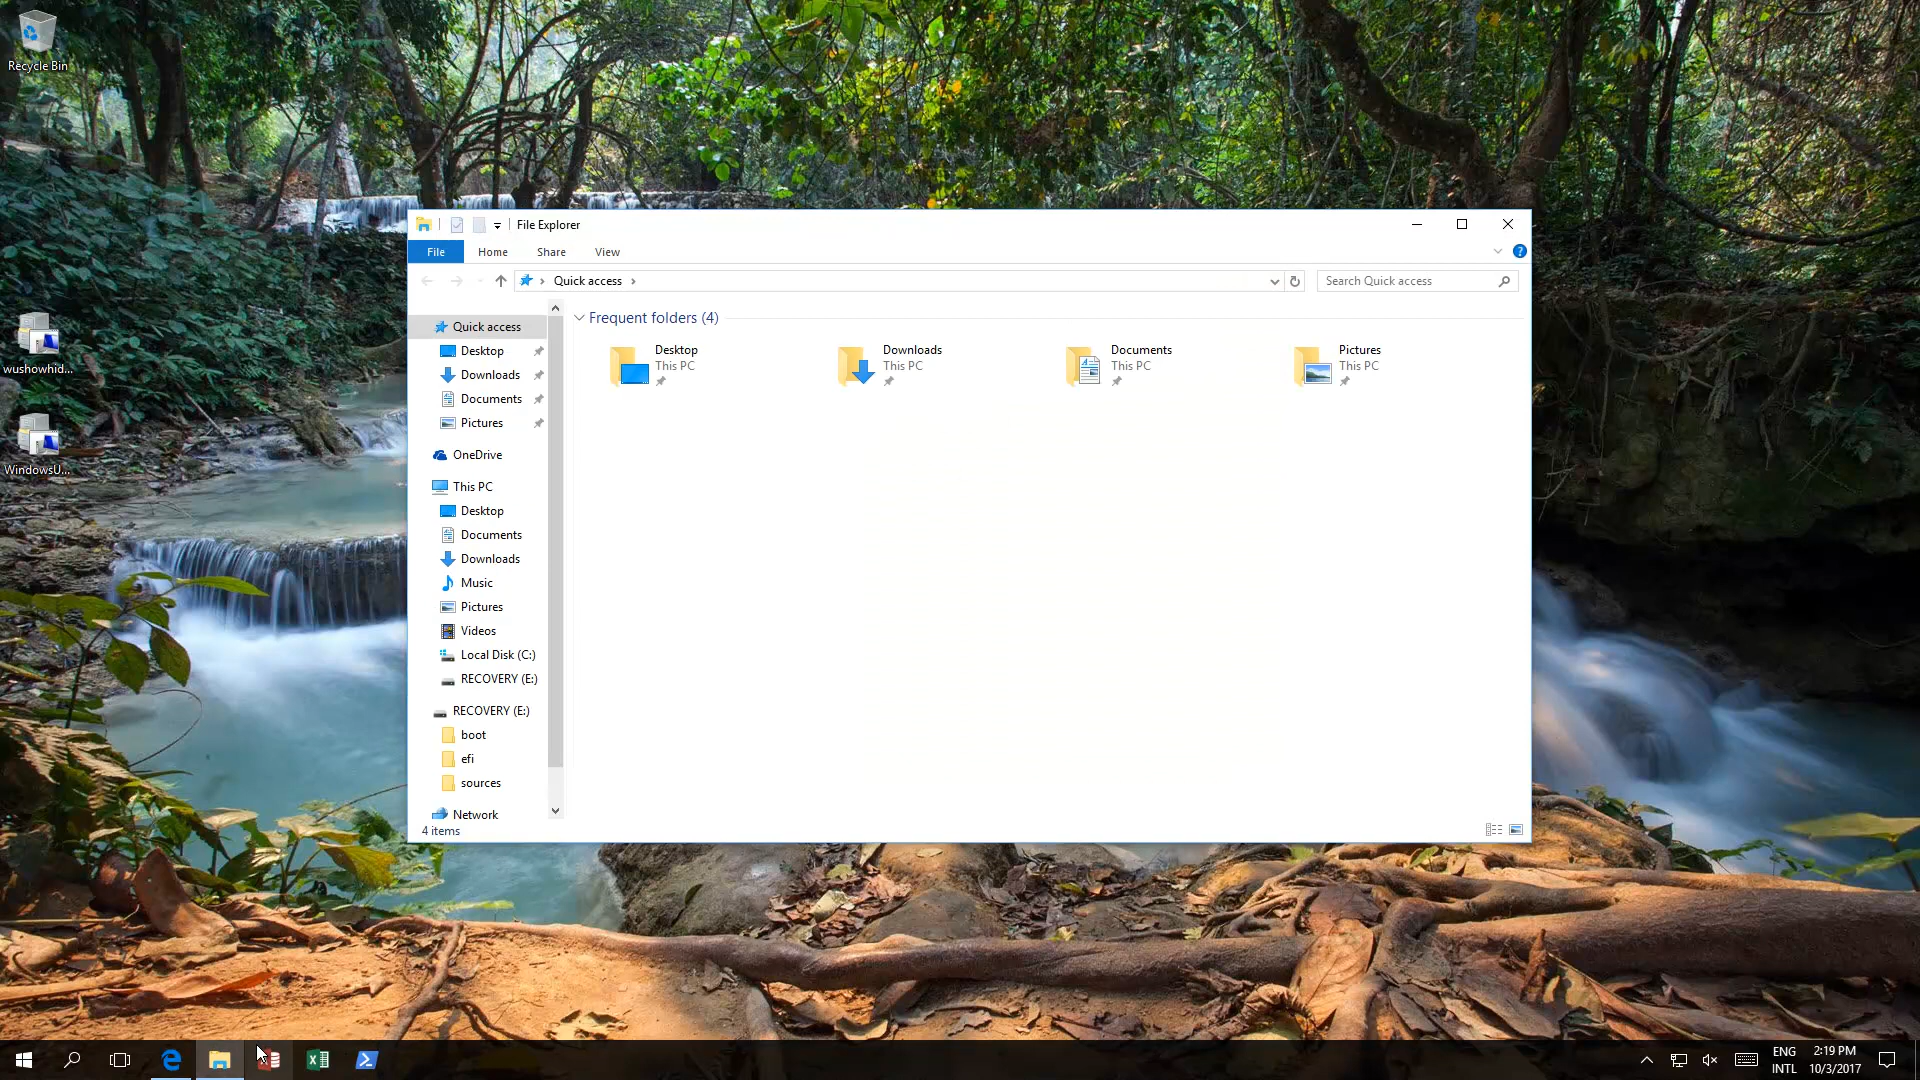 Recycle Bin
wushowhid...
WindowsU...
File Explorer
File Home Share View
Quick access
Search Quick access
Quick access
Desktop
Downloads
Documents
Pictures
OneDrive
This PC
Desktop
Documents
Downloads
Music
Pictures
Videos
Local Disk (C:)
RECOVERY (E:)
RECOVERY (E:)
boot
efi
sources
Network
Frequent folders (4)
Desktop
This PC
Downloads
This PC
Documents
This PC
Pictures
This PC
4 items
ENG
INTL
2:19 PM
10/3/2017